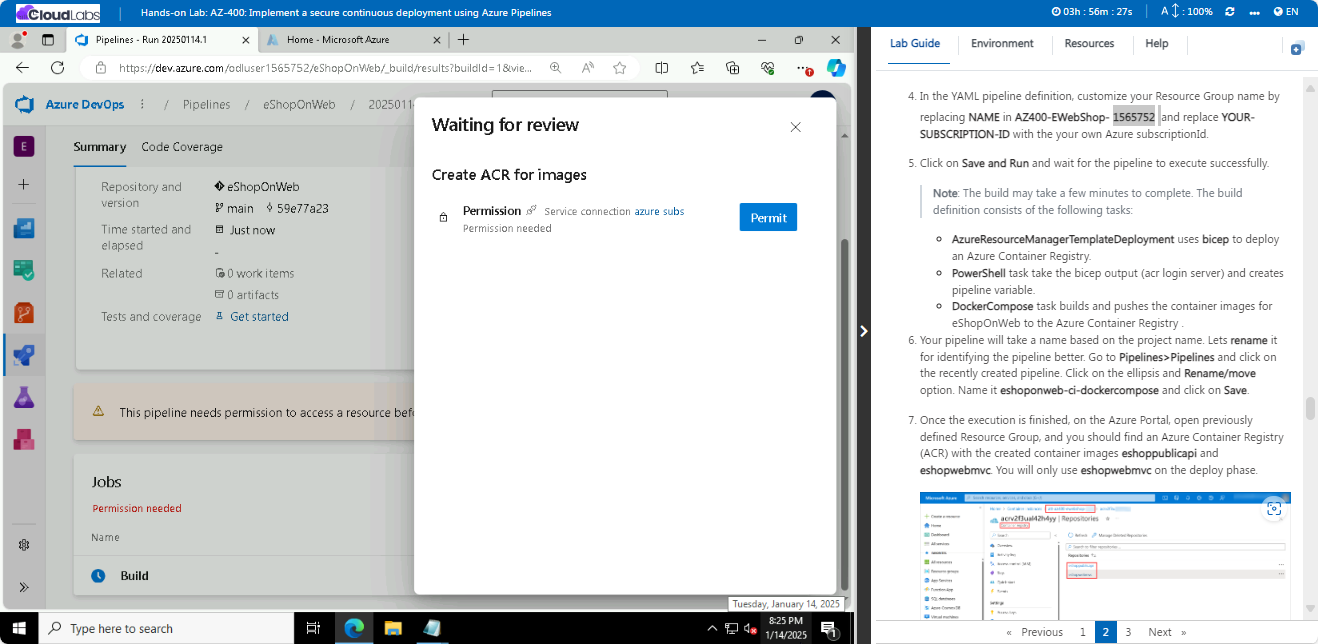 CloudLabs
Hands-on Lab: AZ-400: Implement a secure continuous deployment using Azure Pipelines
03h : 56m : 27s
A : 100%
EN
Pipelines - Run 20250114.1
Home - Microsoft Azure
https://dev.azure.com/odluser1565752/eShopOnWeb/_build/results?buildId=1&vie...
Azure DevOps / Pipelines / eShopOnWeb / 20250114
E
Summary
Code Coverage
Repository and
version
eShopOnWeb
main 59e77a23
Time started and
elapsed
Just now
-
Related
0 work items
0 artifacts
Tests and coverage
Get started
This pipeline needs permission to access a resource bef
Jobs
Permission needed
Name
Build
Waiting for review
Create ACR for images
Permission Service connection azure subs
Permission needed
Permit
Tuesday, January 14, 2025
Type here to search
8:25 PM
1/14/2025
1
Lab Guide
Environment
Resources
Help
4. In the YAML pipeline definition, customize your Resource Group name by
replacing NAME in AZ400-EWebShop- 1565752 and replace YOUR-
SUBSCRIPTION-ID with the your own Azure subscriptionId.
5. Click on Save and Run and wait for the pipeline to execute successfully.
Note: The build may take a few minutes to complete. The build
definition consists of the following tasks:
AzureResourceManagerTemplateDeployment uses bicep to deploy
an Azure Container Registry.
PowerShell task take the bicep output (acr login server) and creates
pipeline variable.
DockerCompose task builds and pushes the container images for
eShopOnWeb to the Azure Container Registry .
6. Your pipeline will take a name based on the project name. Lets rename it
for identifying the pipeline better. Go to Pipelines>Pipelines and click on
the recently created pipeline. Click on the ellipsis and Rename/move
option. Name it eshoponweb-ci-dockercompose and click on Save.
7. Once the execution is finished, on the Azure Portal, open previously
defined Resource Group, and you should find an Azure Container Registry
(ACR) with the created container images eshoppublicapi and
eshopwebmvc. You will only use eshopwebmvc on the deploy phase.
Microsoft Azure
Repositories
« Previous 1 2 3 Next »